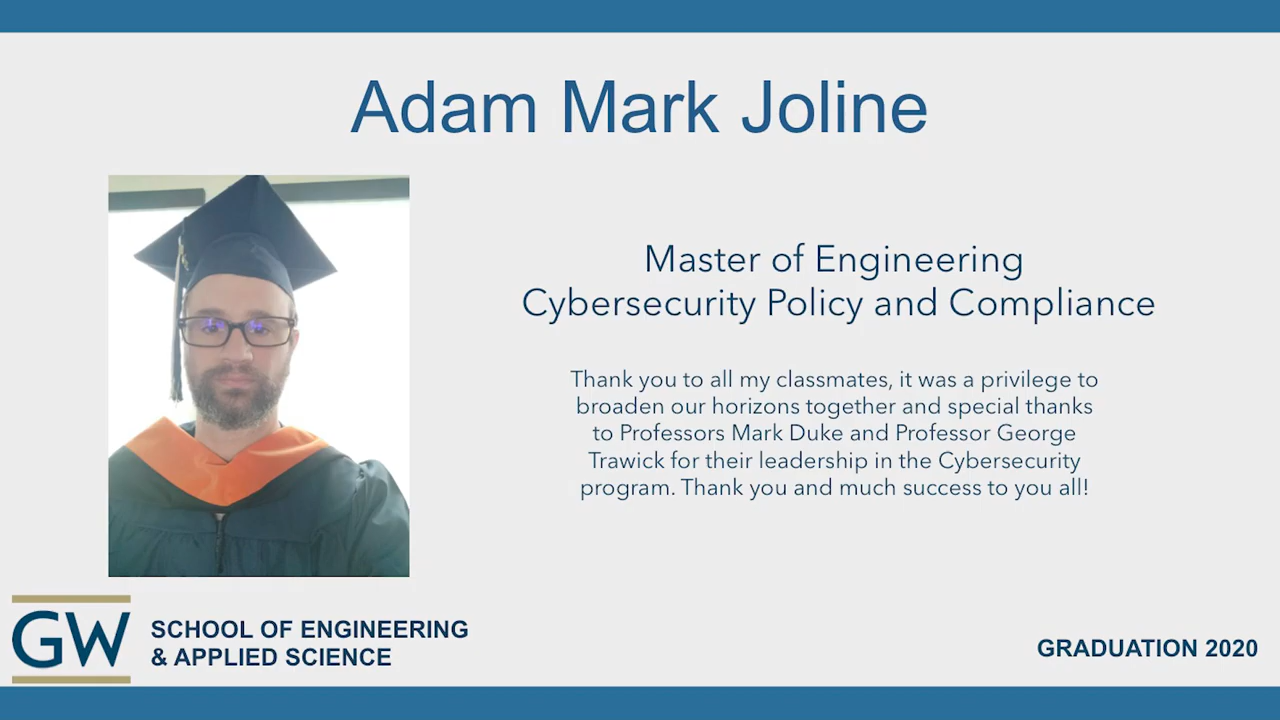 Adam Mark Joline
Master of Engineering
Cybersecurity Policy and Compliance
Thank you to all my classmates, it was a privilege to
broaden our horizons together and special thanks
to Professors Mark Duke and Professor George
Trawick for their leadership in the Cybersecurity
program. Thank you and much success to you all!
GW
SCHOOL OF ENGINEERING
& APPLIED SCIENCE
GRADUATION 2020